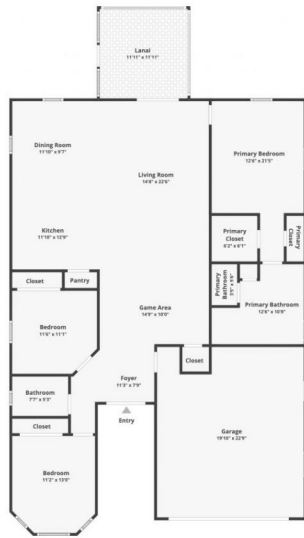 Lanai
11'11" x 11'11"
Dining Room
11'10" x 9'7"
Living Room
14'8" x 22'6"
Primary Bedroom
12'6" x 21'5"
Kitchen
11'10" x 12'9"
Primary
Closet
6'2" x 6'1"
Primary
Closet
Closet
Pantry
Primary
Bathroom
Primary Bathroom
12'6" x 10'8"
Game Area
14'9" x 10'0"
Bedroom
11'6" x 11'1"
Closet
Foyer
11'3" x 7'9"
Bathroom
7'7" x 5'3"
Entry
Closet
Garage
19'10" x 22'9"
Bedroom
11'2" x 13'0"